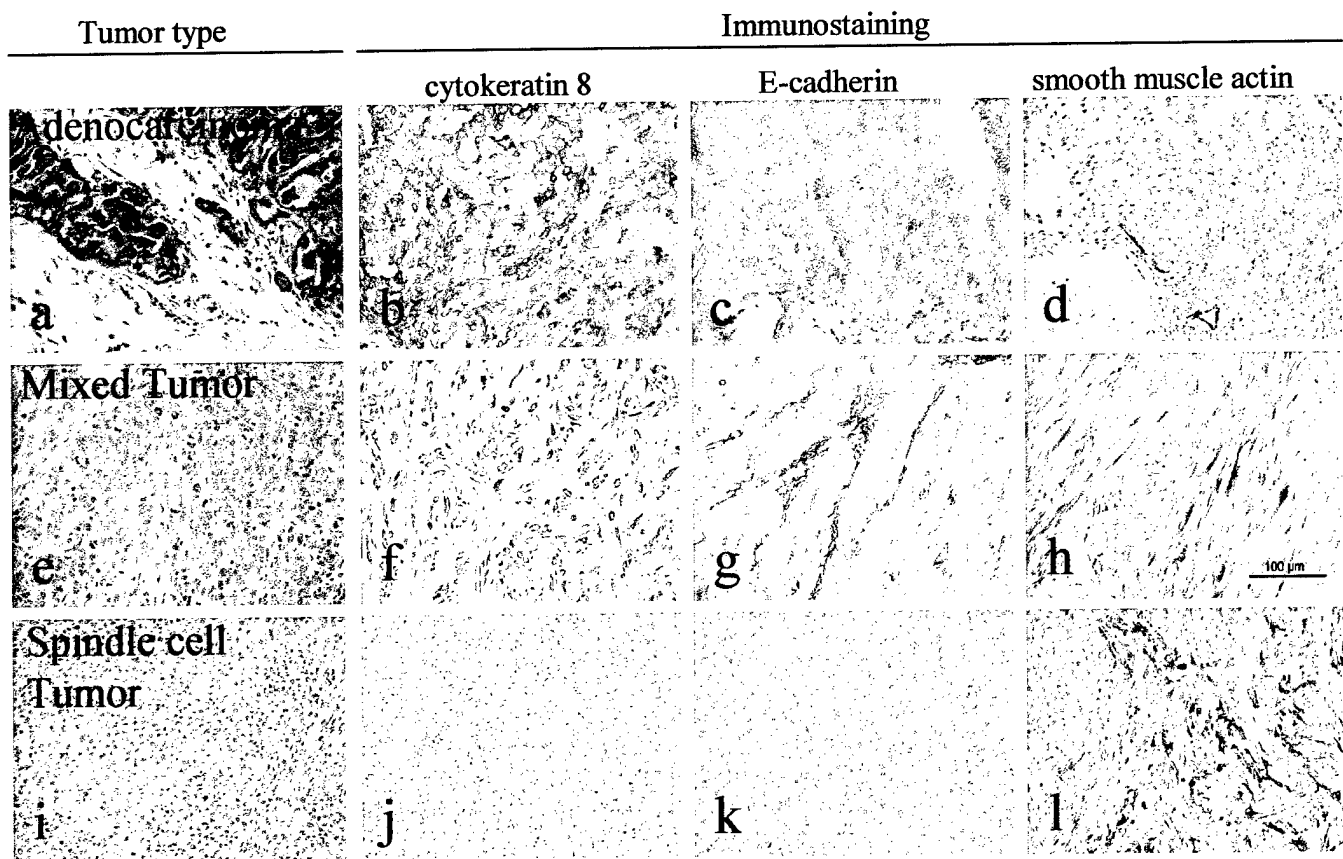 Tumor type
Immunostaining
cytokeratin 8
E-cadherin
smooth muscle actin
Adenocarcinoma
a
b
c
d
Mixed Tumor
e
f
g
h
100 µm
Spindle cell
Tumor
i
j
k
l